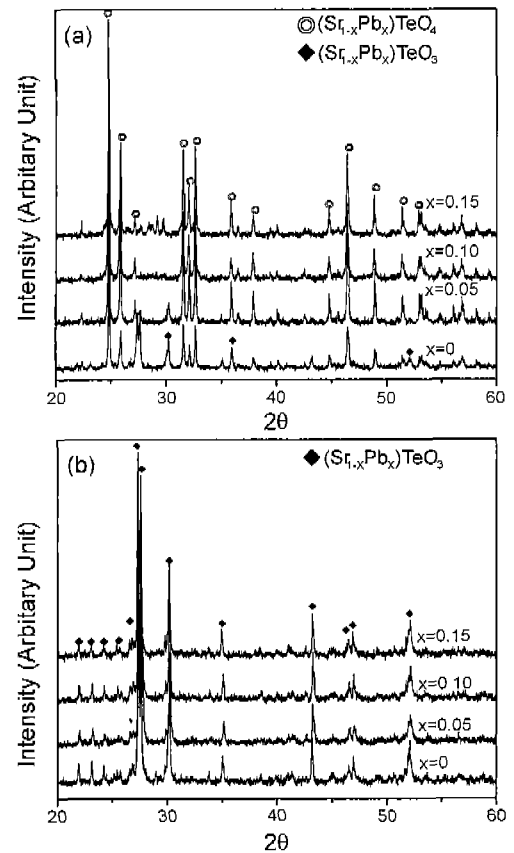 (a)
◎ (Sr1-xPbx)TeO4
◆ (Sr1-xPbx)TeO3
Intensity (Arbitary Unit)
x=0.15
x=0.10
x=0.05
x=0
20 30 40 50 60
2θ
(b)
◆ (Sr1-xPbx)TeO3
Intensity (Arbitary Unit)
x=0.15
x=0 10
x=0.05
x=0
20 30 40 50 60
2θ